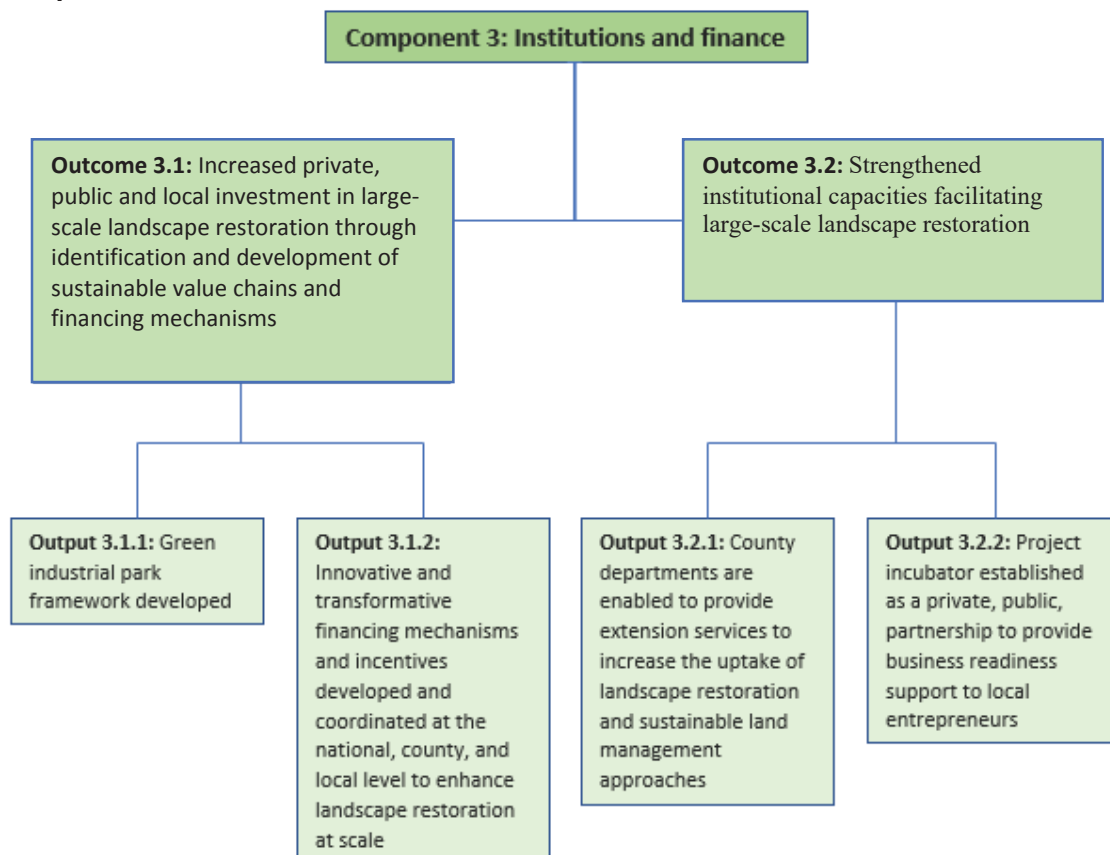 Component 3: Institutions and finance
Outcome 3.1: Increased private,
public and local investment in large-
scale landscape restoration through
identification and development of
sustainable value chains and
financing mechanisms
Outcome 3.2: Strengthened
institutional capacities facilitating
large-scale landscape restoration
Output 3.1.1: Green
industrial park
framework developed
Output 3.1.2:
Innovative and
transformative
financing mechanisms
and incentives
developed and
coordinated at the
national, county, and
local level to enhance
landscape restoration
at scale
Output 3.2.1: County
departments are
enabled to provide
extension services to
increase the uptake of
landscape restoration
and sustainable land
management
approaches
Output 3.2.2: Project
incubator established
as a private, public,
partnership to provide
business readiness
support to local
entrepreneurs